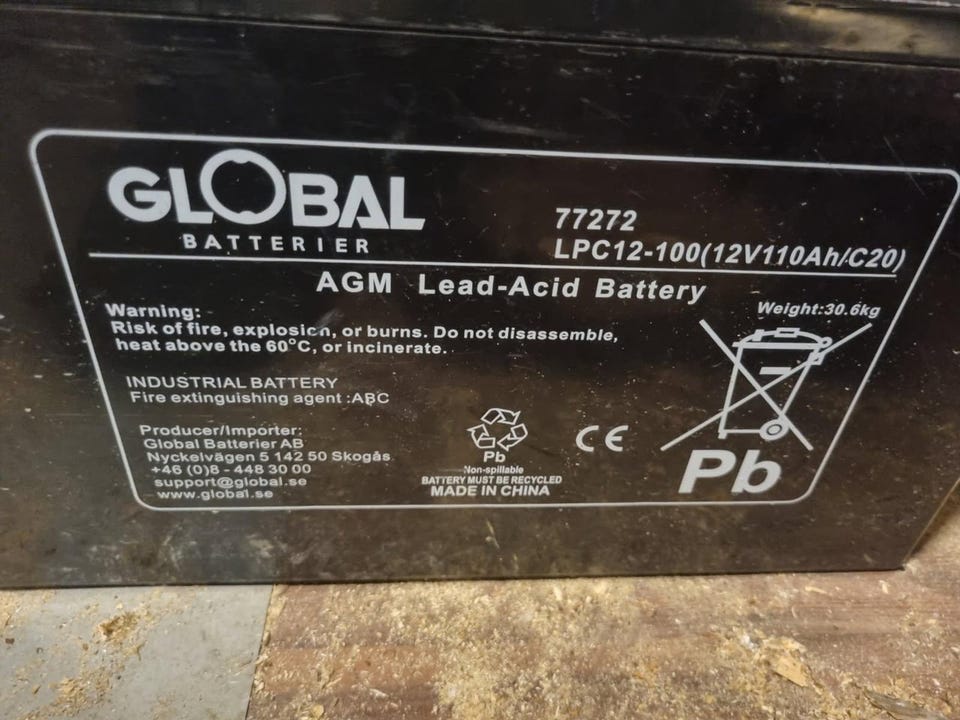 GLOBAL
BATTERIER
77272
LPC12-100(12V110Ah/C20)
AGM Lead-Acid Battery
Weight:30.6kg
Warning:
Risk of fire, explosion, or burns. Do not disassemble,
heat above the 60°C, or incinerate.
INDUSTRIAL BATTERY
Fire extinguishing agent :ABC
Producer/Importer:
Global Batterier AB
Nyckelvägen 5 142 50 Skogås
+46 (0)8 - 448 30 00
support@global.se
www.global.se
Pb
Non-spillable
BATTERY MUST BE RECYCLED
MADE IN CHINA
CE
Pb